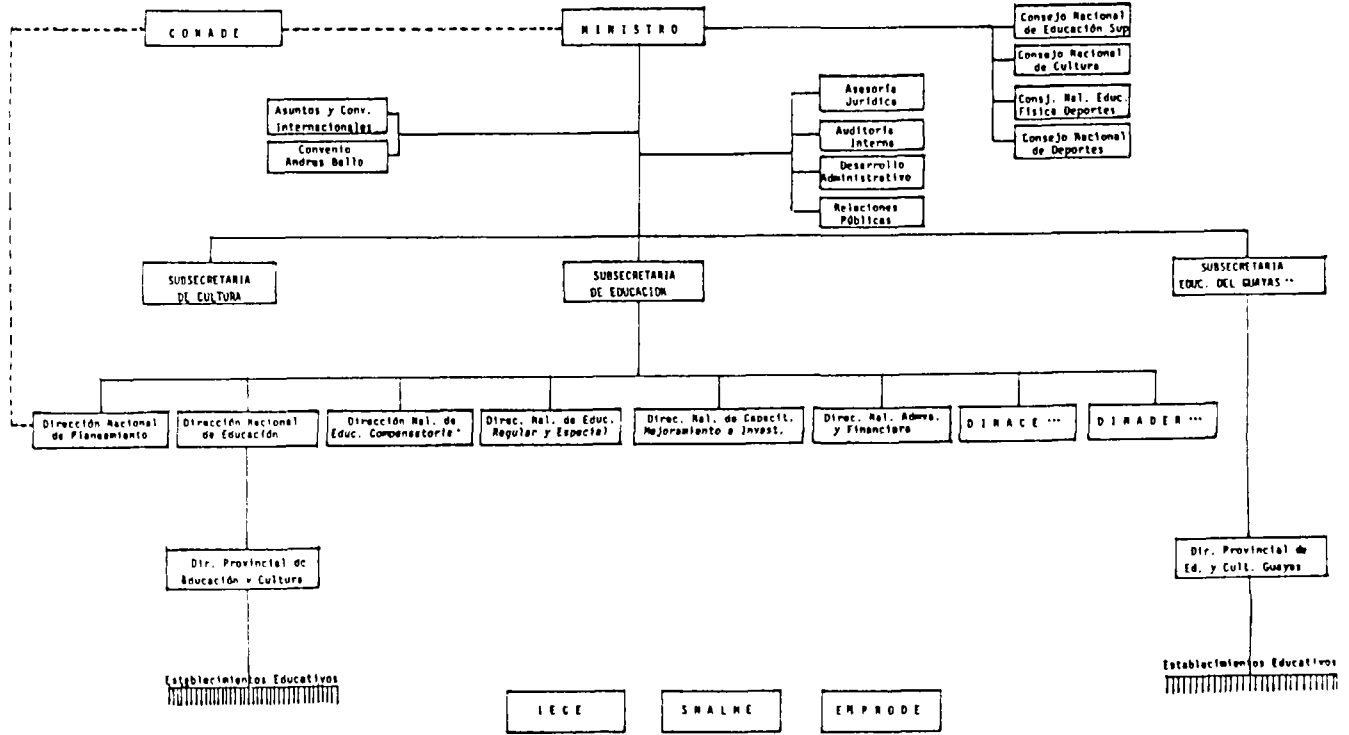 CONADE
MINISTRO
Consejo Nacional
de Educación Sup
Consejo Nacional
de Cultura
Consj. Nal. Educ.
Física Deportes
Consejo Nacional
de Deportes
Asuntos y Conv.
Internacionales
Convenio
Andres Bello
Asesoría
Jurídica
Auditoría
Interna
Desarrollo
Administrativo
Relaciones
Públicas
SUBSECRETARIA
DE CULTURA
SUBSECRETARIA
DE EDUCACION
SUBSECRETARIA
EDUC. DEL GUAYAS **
Dirección Nacional
de Planeamiento
Dirección Nacional
de Educación
Dirección Nal. de
Educ. Compensatoria *
Direc. Nal. de Educ.
Regular y Especial
Direc. Nal. de Capacit.
Mejoramiento e Invest.
Direc. Nal. Admva.
y Financiera
DINACE ***
DINADER ***
Dir. Provincial de
Educación y Cultura
Dir. Provincial de
Ed. y Cult. Guayas
Establecimientos Educativos
Establecimientos Educativos
IECE
SNALME
EMPRODE